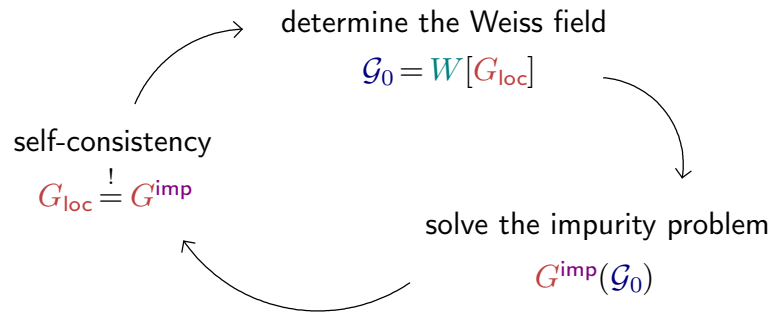 determine the Weiss field
𝒢₀ = W[G_loc]
self-consistency
G_loc =^! G^imp
solve the impurity problem
G^imp(𝒢₀)